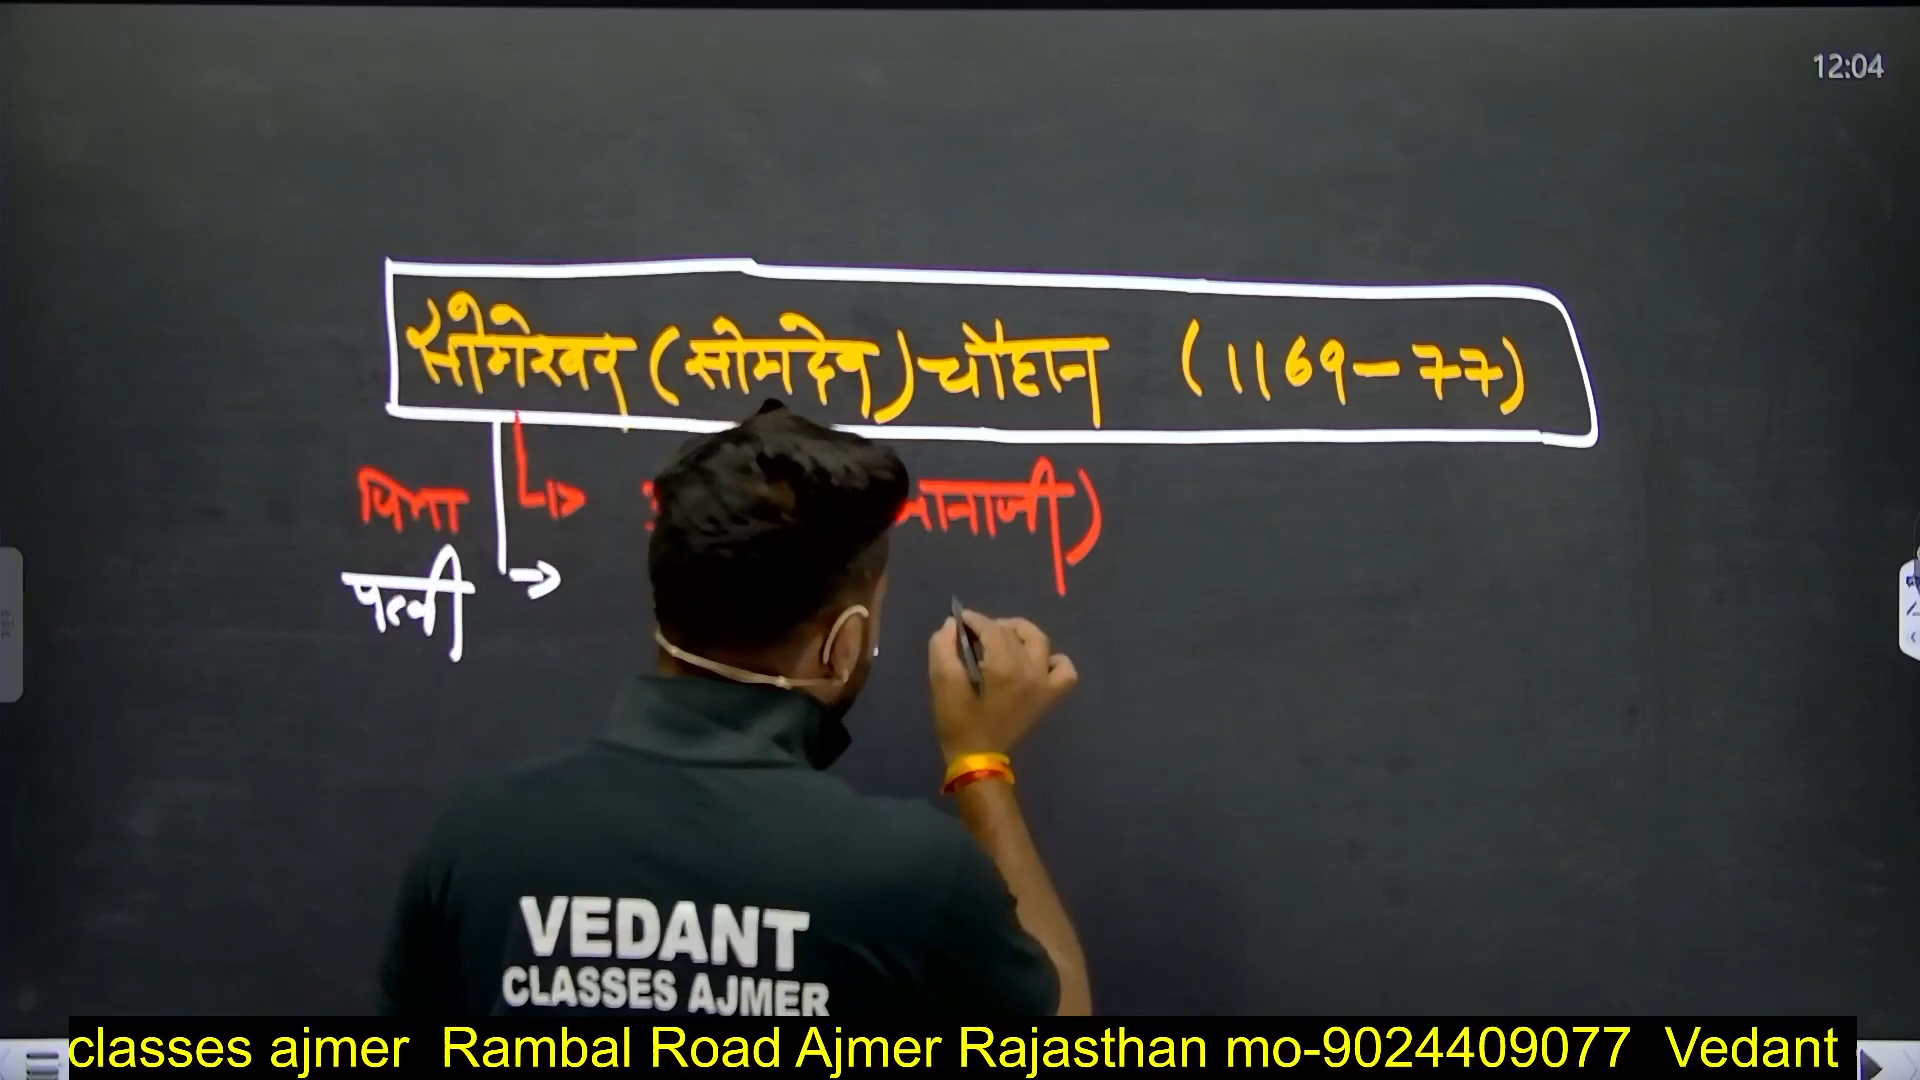 12:04
सोमेश्वर (सोमदेव) चौहान (1169-77)
पिता → आनाजी)
पत्नी →
VEDANT
CLASSES AJMER
classes ajmer Rambal Road Ajmer Rajasthan mo-9024409077 Vedant